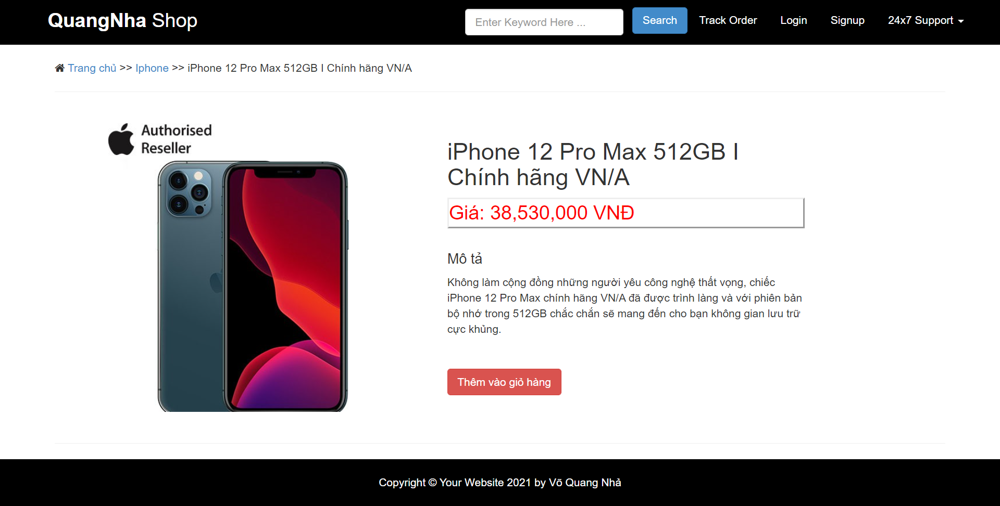 QuangNha Shop
Enter Keyword Here ...
Search
Track Order
Login
Signup
24x7 Support
Trang chủ >> Iphone >> iPhone 12 Pro Max 512GB I Chính hãng VN/A
Authorised
Reseller
iPhone 12 Pro Max 512GB I
Chính hãng VN/A
Giá: 38,530,000 VNĐ
Mô tả
Không làm cộng đồng những người yêu công nghệ thất vọng, chiếc
iPhone 12 Pro Max chính hãng VN/A đã được trình làng và với phiên bản
bộ nhớ trong 512GB chắc chắn sẽ mang đến cho bạn không gian lưu trữ
cực khủng.
Thêm vào giỏ hàng
Copyright © Your Website 2021 by Võ Quang Nhả